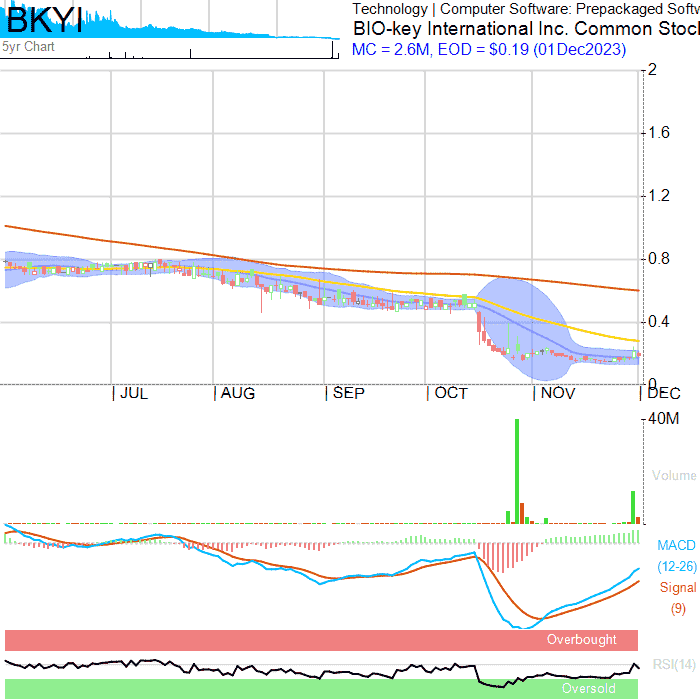 BKYI
5yr Chart
Technology | Computer Software: Prepackaged Softw
BIO-key International Inc. Common Stoc
MC = 2.6M, EOD = $0.19 (01Dec2023)
2
1.6
1.2
0.8
0.4
0
JUL
AUG
SEP
OCT
NOV
DEC
40M
Volume
MACD
(12-26)
Signal
(9)
Overbought
RSI(14)
Oversold